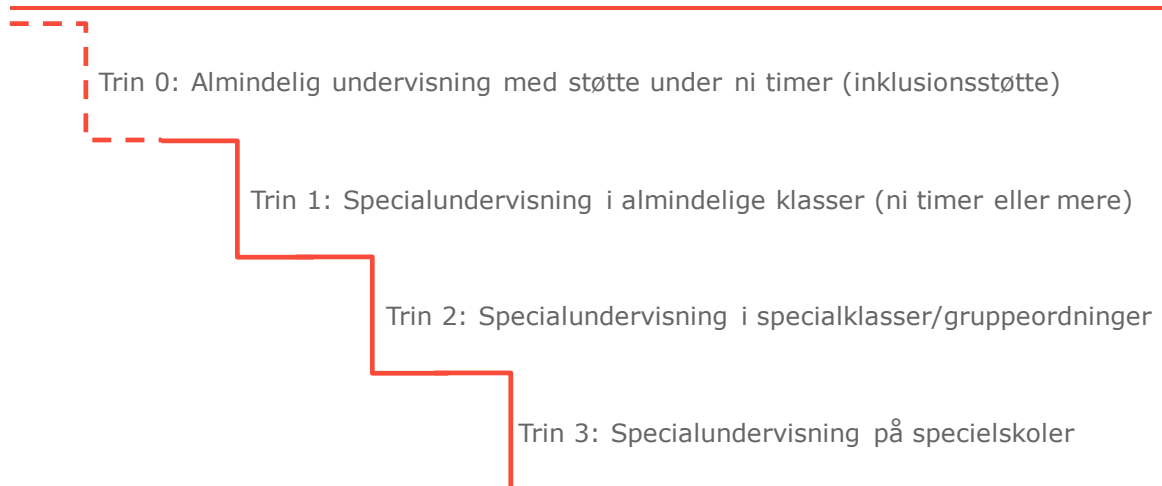 Trin 0: Almindelig undervisning med støtte under ni timer (inklusionsstøtte)
Trin 1: Specialundervisning i almindelige klasser (ni timer eller mere)
Trin 2: Specialundervisning i specialklasser/gruppeordninger
Trin 3: Specialundervisning på specielskoler